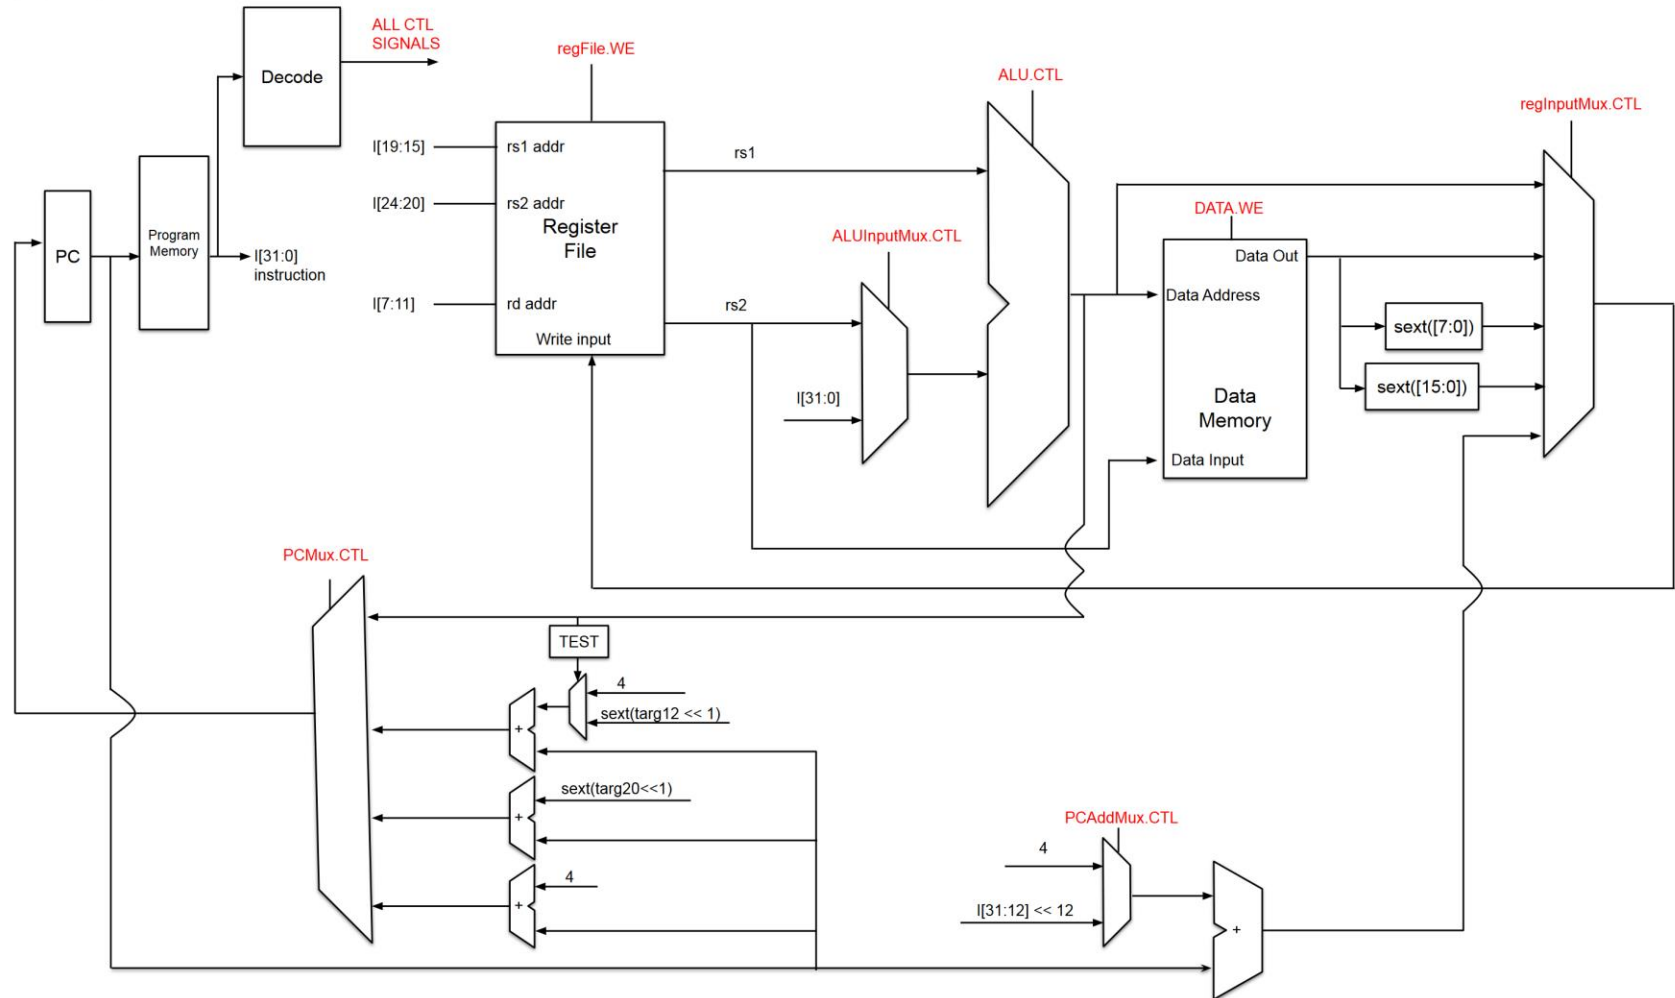 ALL CTL
SIGNALS
Decode
regFile.WE
ALU.CTL
regInputMux.CTL
I[19:15]
rs1 addr
rs1
I[24:20]
rs2 addr
Register
File
DATA.WE
ALUInputMux.CTL
Program
Memory
PC
I[31:0]
instruction
Data Out
Data Address
I[7:11]
rd addr
rs2
Write input
sext([7:0])
sext([15:0])
I[31:0]
Data
Memory
Data Input
PCMux.CTL
TEST
4
sext(targ12 << 1)
+
sext(targ20<<1)
+
4
+
PCAddMux.CTL
4
I[31:12] << 12
+